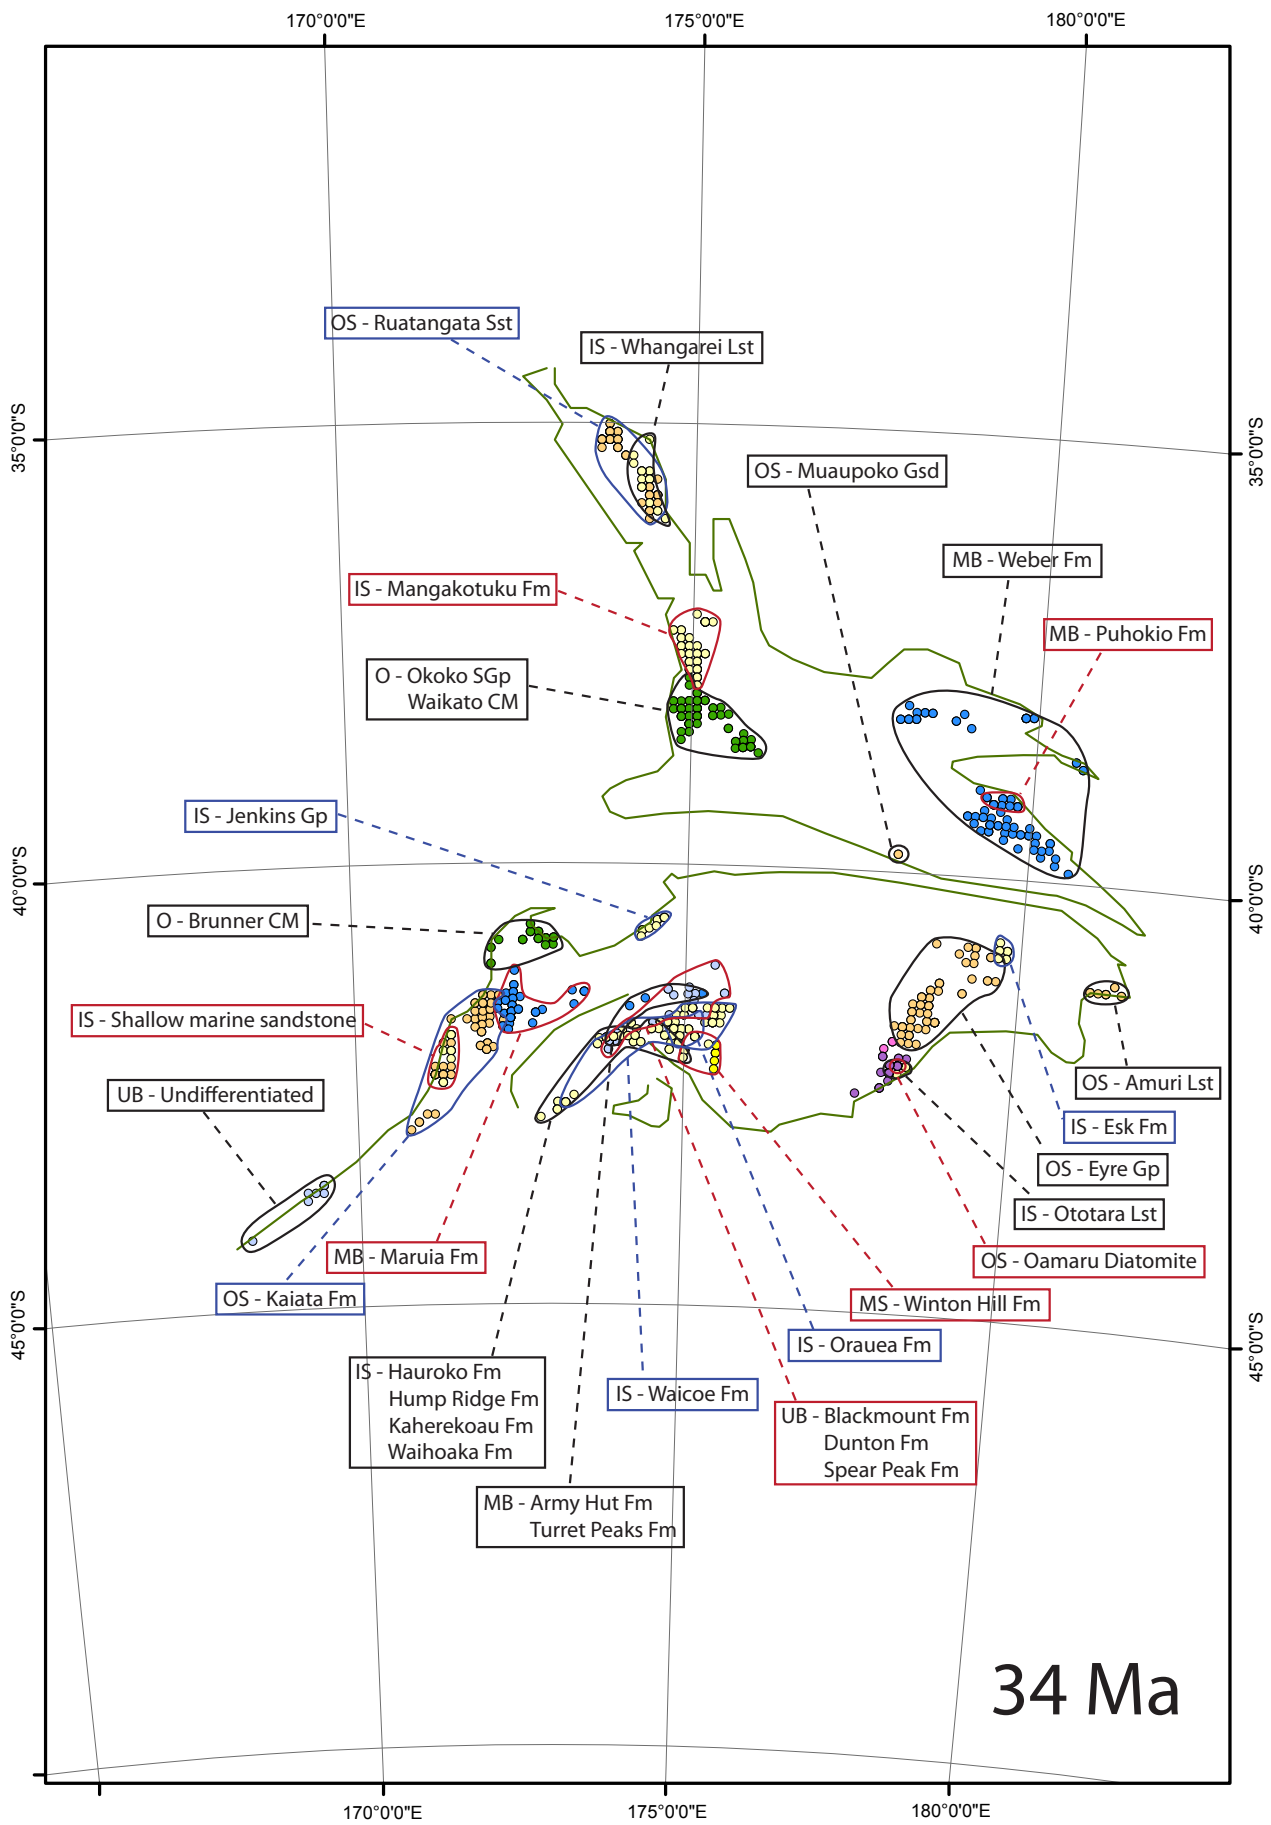 170°0'0"E
175°0'0"E
180°0'0"E
OS - Ruatangata Sst
IS - Whangarei Lst
35°0'0"S
35°0'0"S
OS - Muaupoko Gsd
MB - Weber Fm
IS - Mangakotuku Fm
MB - Puhokio Fm
O - Okoko SGp
Waikato CM
IS - Jenkins Gp
40°0'0"S
40°0'0"S
O - Brunner CM
IS - Shallow marine sandstone
UB - Undifferentiated
OS - Amuri Lst
IS - Esk Fm
OS - Eyre Gp
IS - Ototara Lst
MB - Maruia Fm
OS - Oamaru Diatomite
OS - Kaiata Fm
MS - Winton Hill Fm
45°0'0"S
45°0'0"S
IS - Orauea Fm
IS - Hauroko Fm
Hump Ridge Fm
Kaherekoau Fm
Waihoaka Fm
IS - Waicoe Fm
UB - Blackmount Fm
Dunton Fm
Spear Peak Fm
MB - Army Hut Fm
Turret Peaks Fm
34 Ma
170°0'0"E
175°0'0"E
180°0'0"E